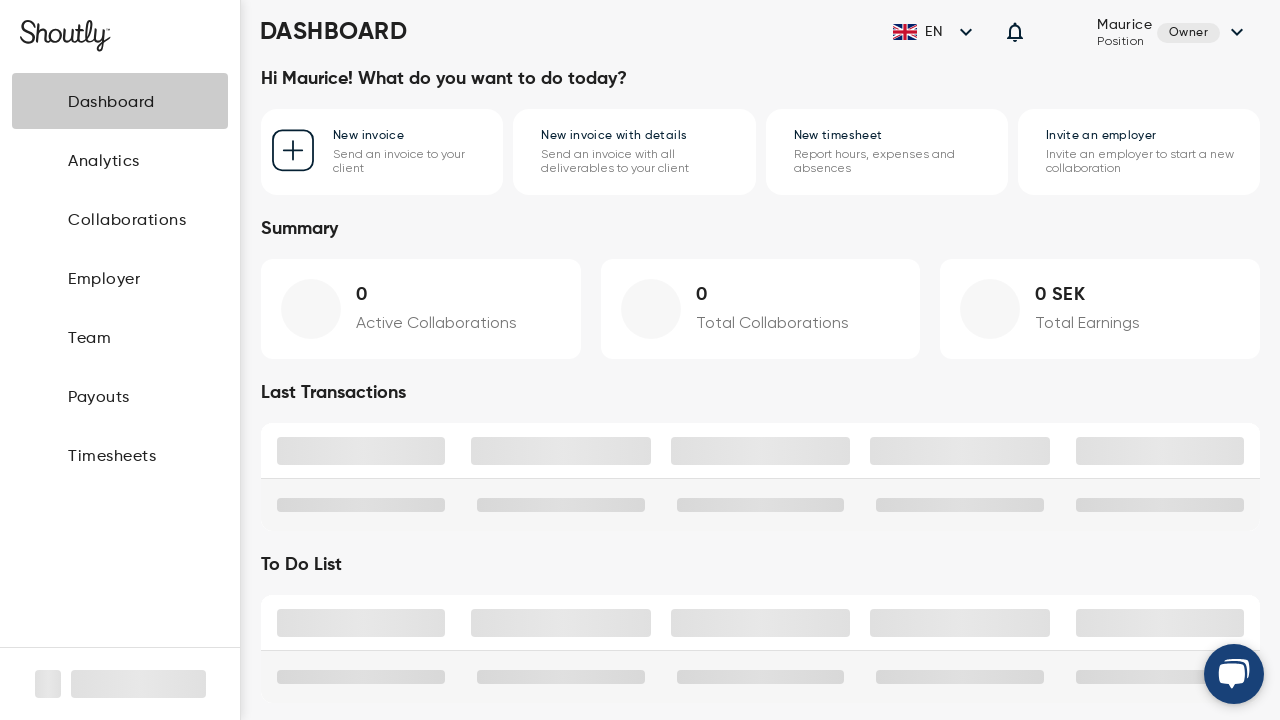 Shoutly
Dashboard
Analytics
Collaborations
Employer
Team
Payouts
Timesheets
DASHBOARD
EN
Maurice
Position
Owner
Hi Maurice! What do you want to do today?
New invoice
Send an invoice to your
client
New invoice with details
Send an invoice with all
deliverables to your client
New timesheet
Report hours, expenses and
absences
Invite an employer
Invite an employer to start a new
collaboration
Summary
0
Active Collaborations
0
Total Collaborations
0 SEK
Total Earnings
Last Transactions
To Do List